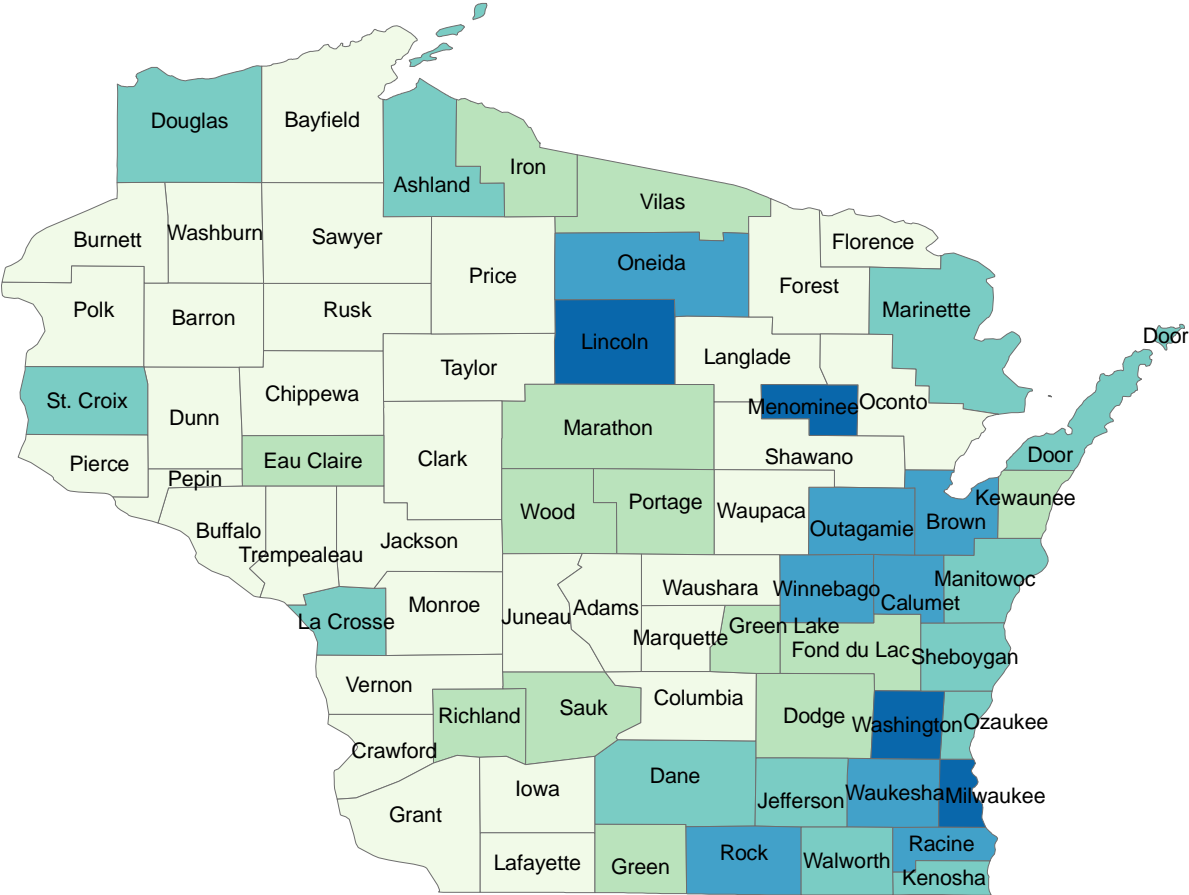 Douglas
Bayfield
Ashland
Iron
Vilas
Burnett
Washburn
Sawyer
Price
Oneida
Florence
Forest
Marinette
Polk
Barron
Rusk
Lincoln
Langlade
Door
Taylor
St. Croix
Dunn
Chippewa
Menominee
Oconto
Marathon
Pierce
Pepin
Eau Claire
Clark
Shawano
Door
Kewaunee
Wood
Portage
Waupaca
Outagamie
Brown
Buffalo
Trempealeau
Jackson
Waushara
Winnebago
Calumet
Manitowoc
La Crosse
Monroe
Juneau
Adams
Marquette
Green Lake
Fond du Lac
Sheboygan
Vernon
Richland
Sauk
Columbia
Dodge
Washington
Ozaukee
Crawford
Grant
Iowa
Dane
Jefferson
Waukesha
Milwaukee
Lafayette
Green
Rock
Walworth
Racine
Kenosha